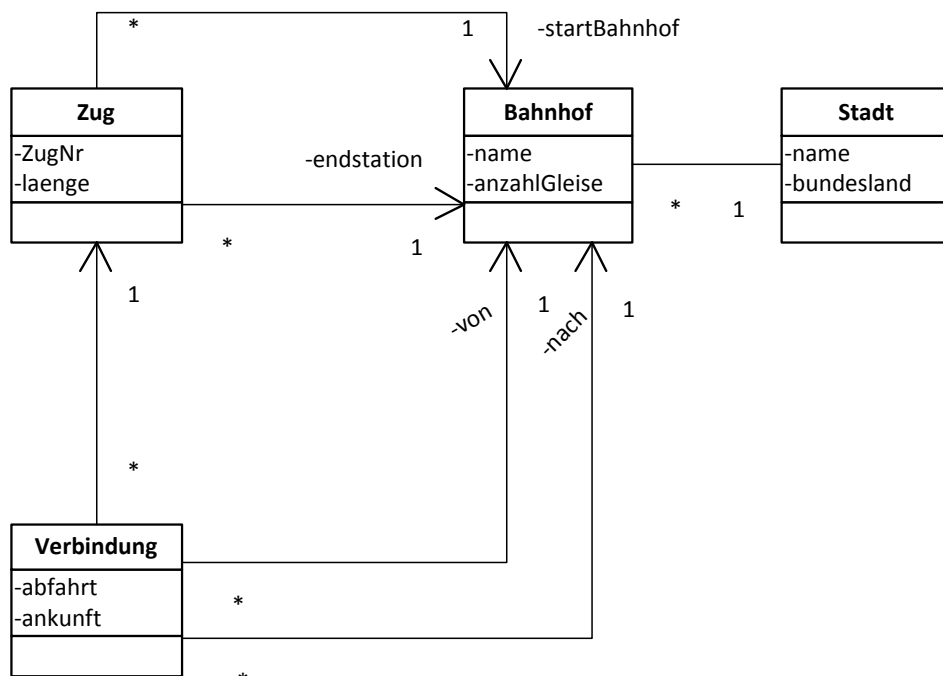 * 1 -startBahnhof
Zug
-ZugNr
-laenge
-endstation
* 1
Bahnhof
-name
-anzahlGleise
* 1
Stadt
-name
-bundesland
1
*
-von
1
-nach
1
Verbindung
-abfahrt
-ankunft
*
*